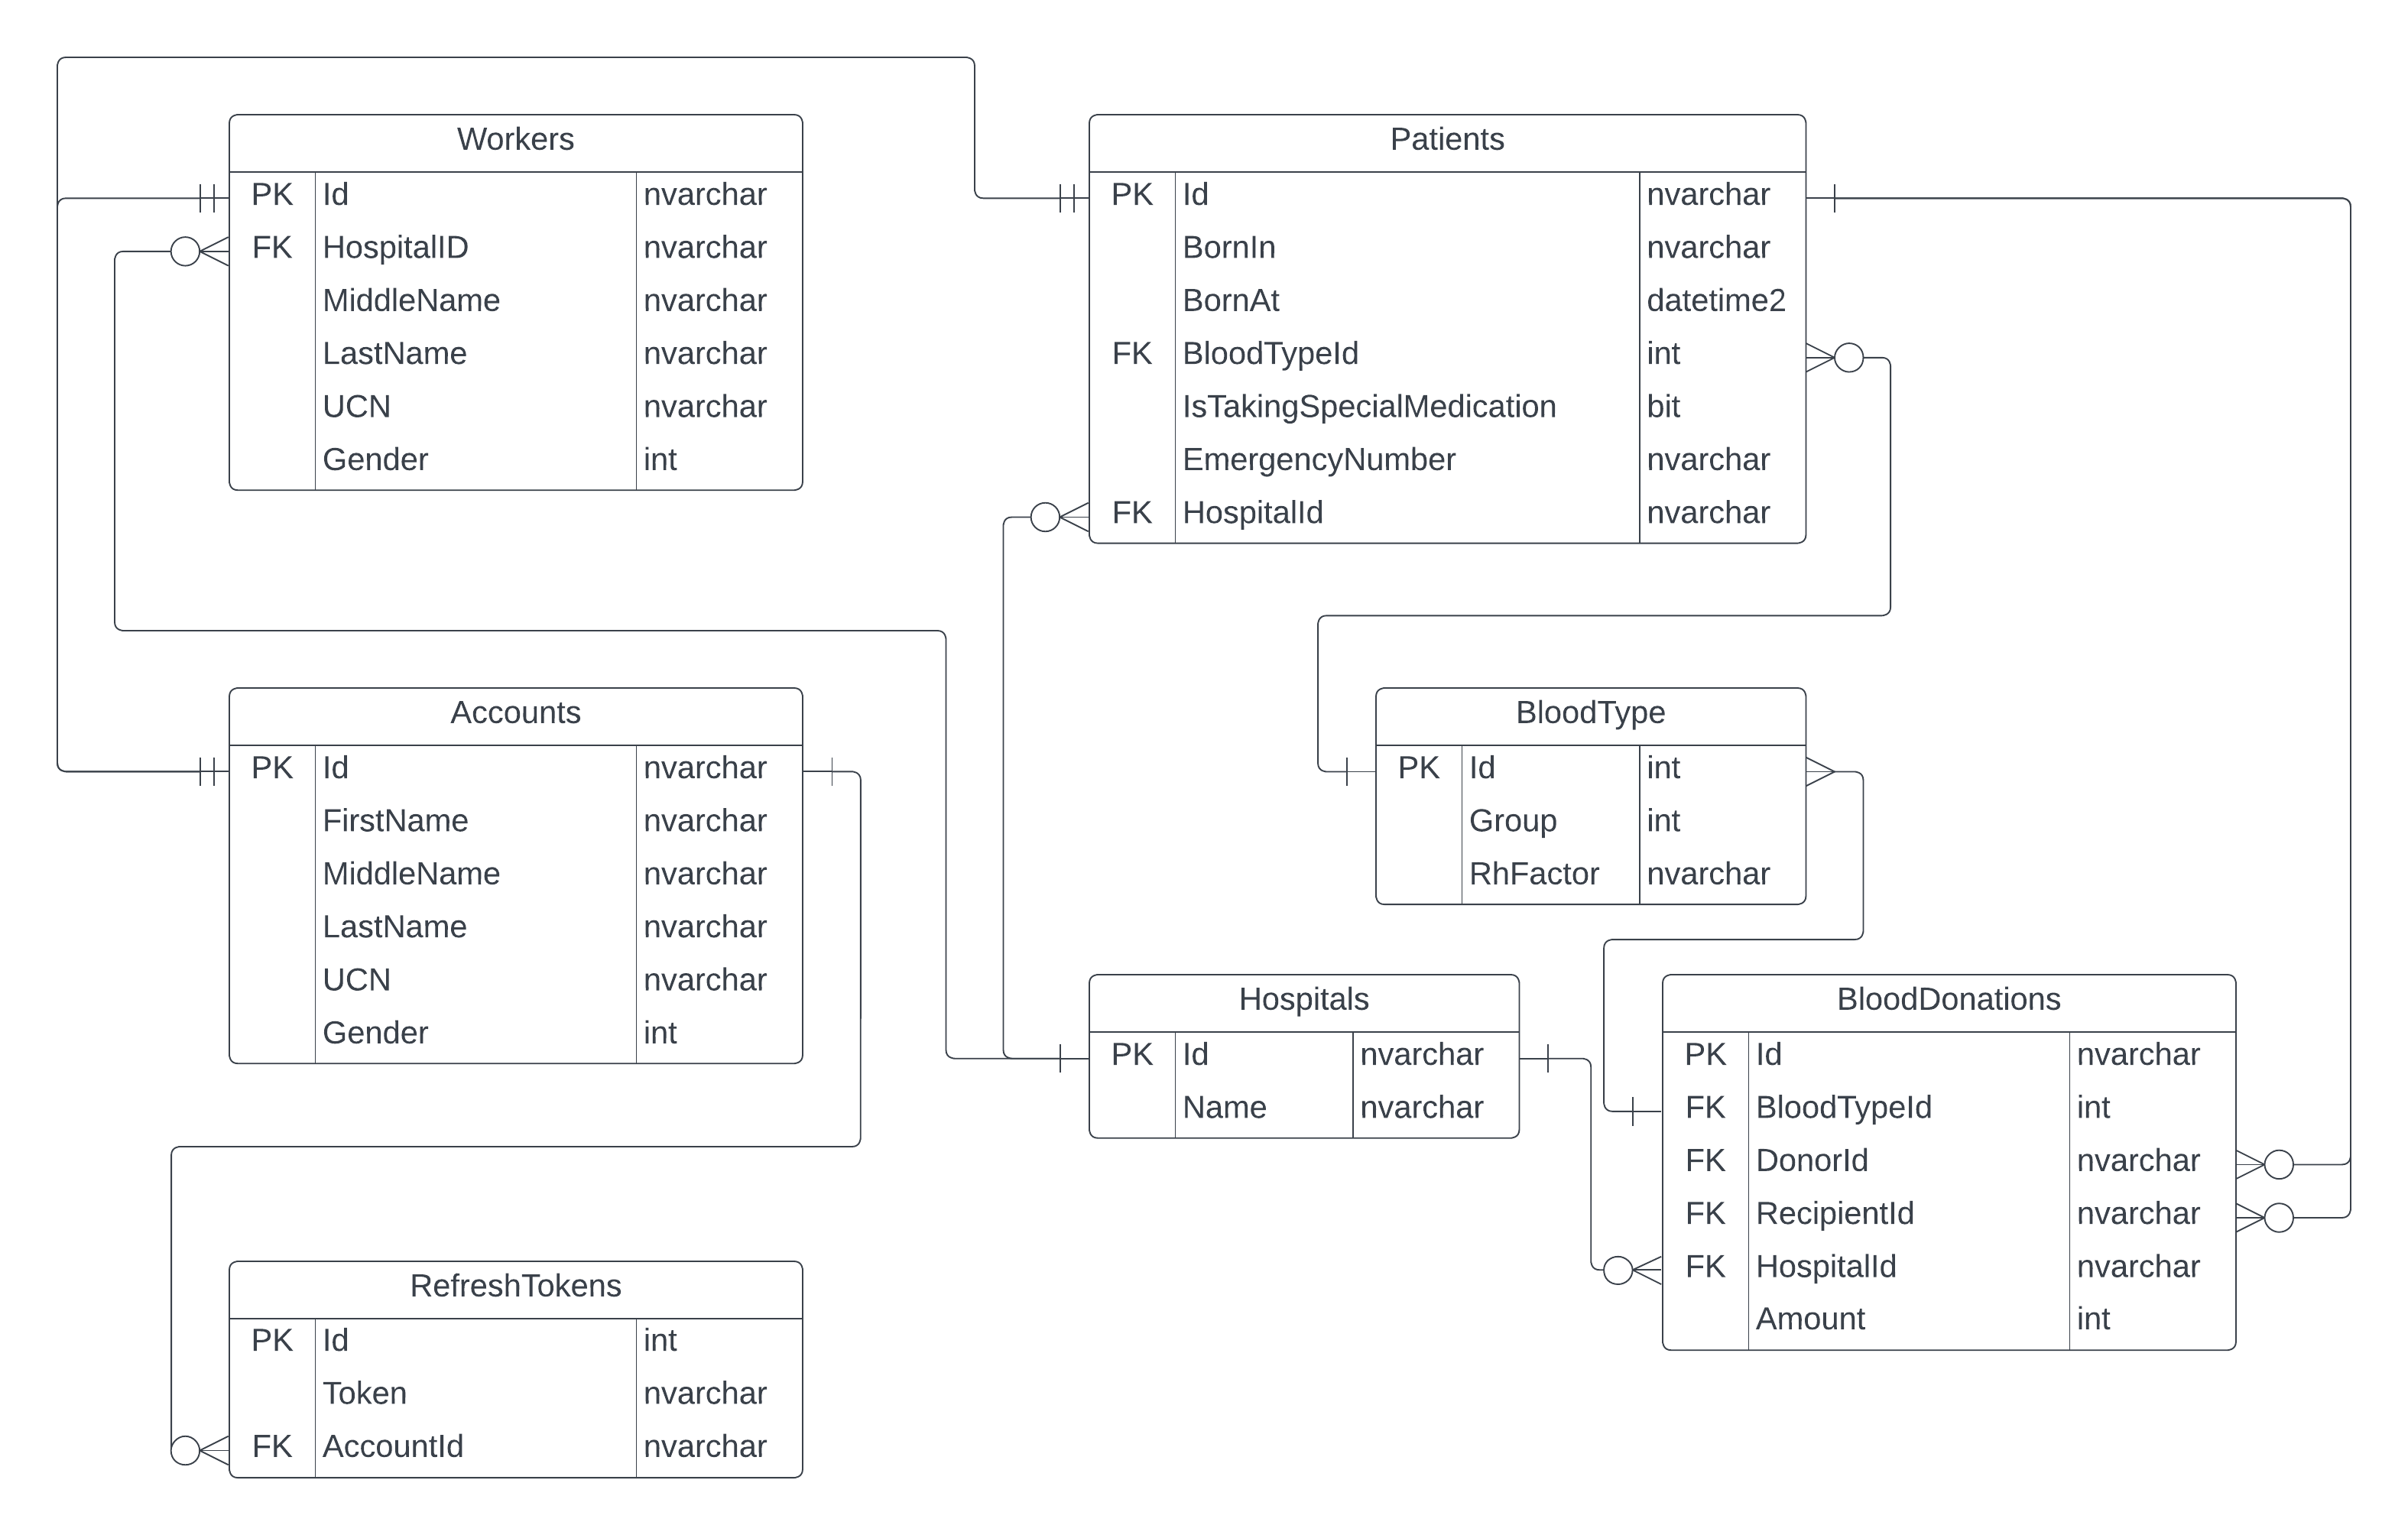 Workers
PK Id nvarchar
FK HospitalID nvarchar
MiddleName nvarchar
LastName nvarchar
UCN nvarchar
Gender int
Patients
PK Id nvarchar
BornIn nvarchar
BornAt datetime2
FK BloodTypeId int
IsTakingSpecialMedication bit
EmergencyNumber nvarchar
FK HospitalId nvarchar
Accounts
PK Id nvarchar
FirstName nvarchar
MiddleName nvarchar
LastName nvarchar
UCN nvarchar
Gender int
BloodType
PK Id int
Group int
RhFactor nvarchar
Hospitals
PK Id nvarchar
Name nvarchar
BloodDonations
PK Id nvarchar
FK BloodTypeId int
FK DonorId nvarchar
FK RecipientId nvarchar
FK HospitalId nvarchar
Amount int
RefreshTokens
PK Id int
Token nvarchar
FK AccountId nvarchar